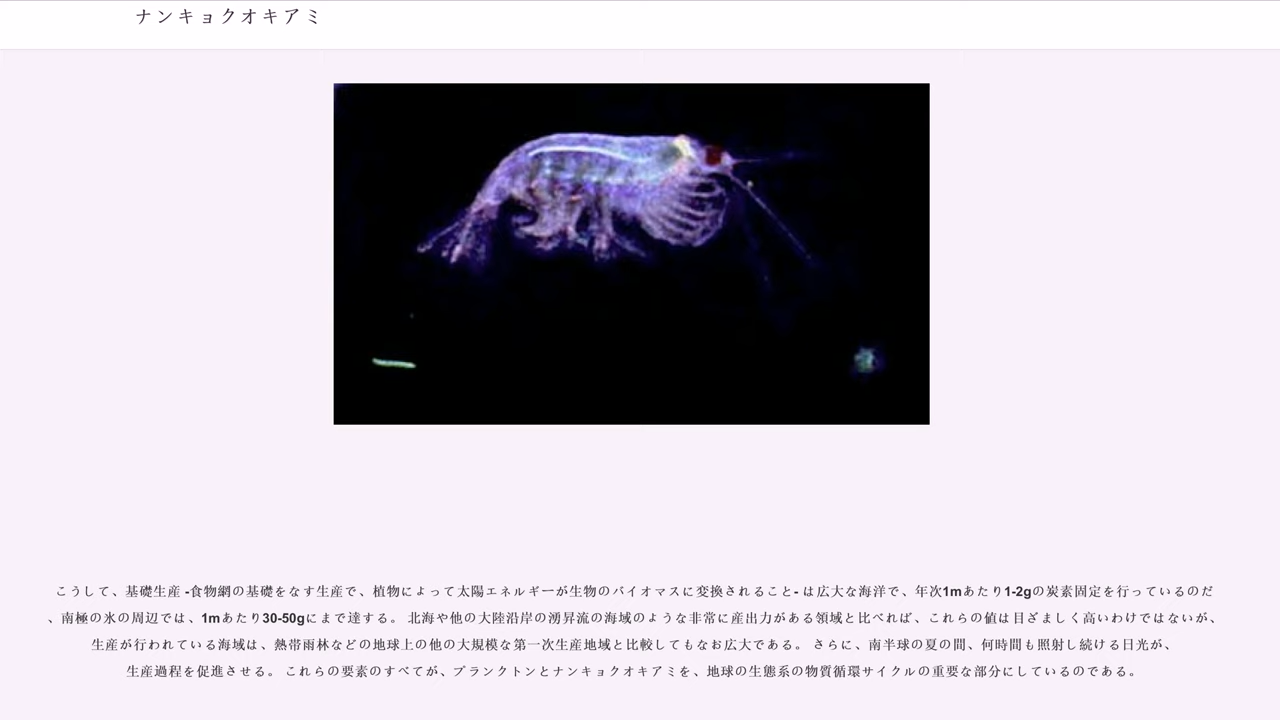 ナンキョクオキアミ
こうして、基礎生産 -食物網の基礎をなす生産で、植物によって太陽エネルギーが生物のバイオマスに変換されること- は広大な海洋で、年次1mあたり1-2gの炭素固定を行っているのだ
、南極の氷の周辺では、1mあたり30-50gにまで達する。 北海や他の大陸沿岸の湧昇流の海域のような非常に産出力がある領域と比べれば、これらの値は目ざましく高いわけではないが、
生産が行われている海域は、熱帯雨林などの地球上の他の大規模な第一次生産地域と比較してもなお広大である。 さらに、南半球の夏の間、何時間も照射し続ける日光が、
生産過程を促進させる。 これらの要素のすべてが、プランクトンとナンキョクオキアミを、地球の生態系の物質循環サイクルの重要な部分にしているのである。